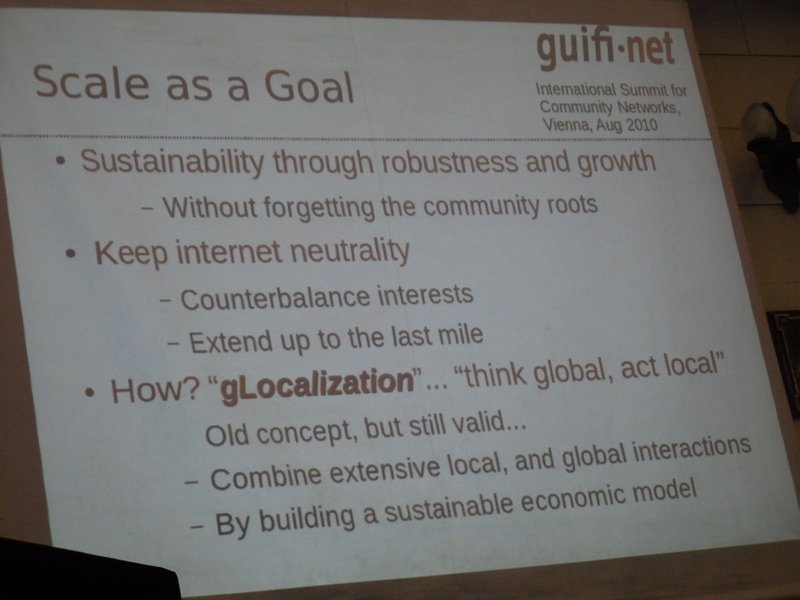 guifi·net
Scale as a Goal
International Summit for
Community Networks,
Vienna, Aug 2010
• Sustainability through robustness and growth
– Without forgetting the community roots
• Keep internet neutrality
– Counterbalance interests
– Extend up to the last mile
• How? “gLocalization”... “think global, act local”
Old concept, but still valid...
– Combine extensive local, and global interactions
– By building a sustainable economic model